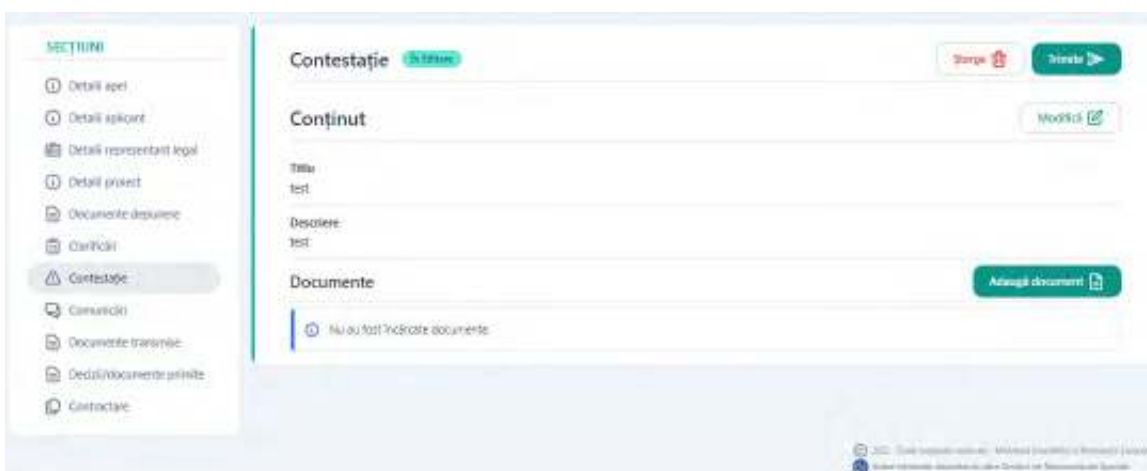 SECȚIUNI
Detalii apel
Detalii aplicant
Detalii reprezentant legal
Detalii proiect
Documente depunere
Clarificări
Contestație
Comunicări
Documente transmise
Decizii/documente primite
Contractare
Contestație În Editare
Șterge
Trimite
Conținut
Modifică
Titlu
test
Descriere
test
Documente
Adaugă document
Nu au fost încărcate documente.